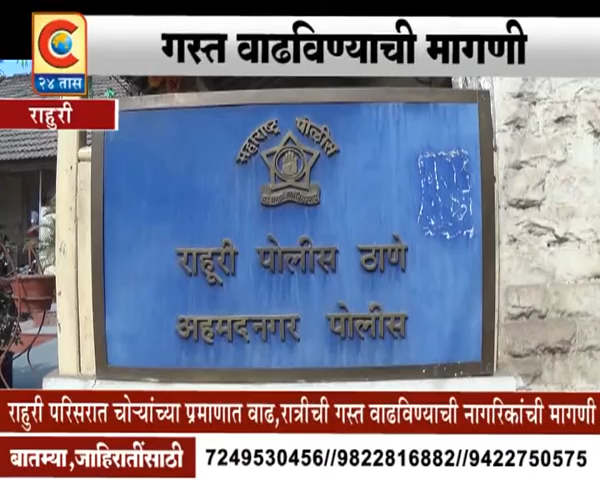 गस्त वाढविण्याची मागणी
C
२४ तास
राहुरी
महाराष्ट्र पोलीस
राहूरी पोलीस ठाणे
अहमदनगर पोलीस
राहुरी परिसरात चोऱ्यांच्या प्रमाणात वाढ,रात्रीची गस्त वाढविण्याची नागरिकांची मागणी
बातम्या,जाहिरातींसाठी 7249530456//9822816882//9422750575